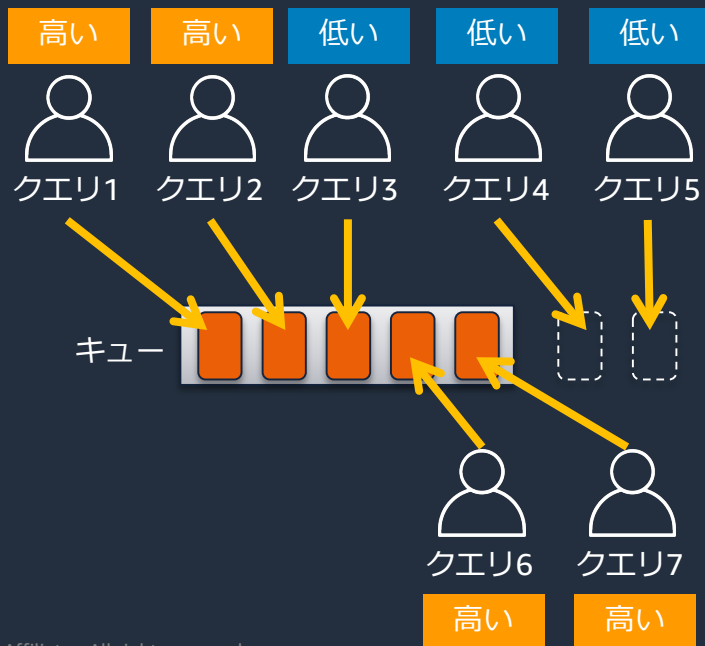 高い 高い 低い 低い 低い
クエリ1 クエリ2 クエリ3 クエリ4 クエリ5
キュー
クエリ6 クエリ7
高い 高い